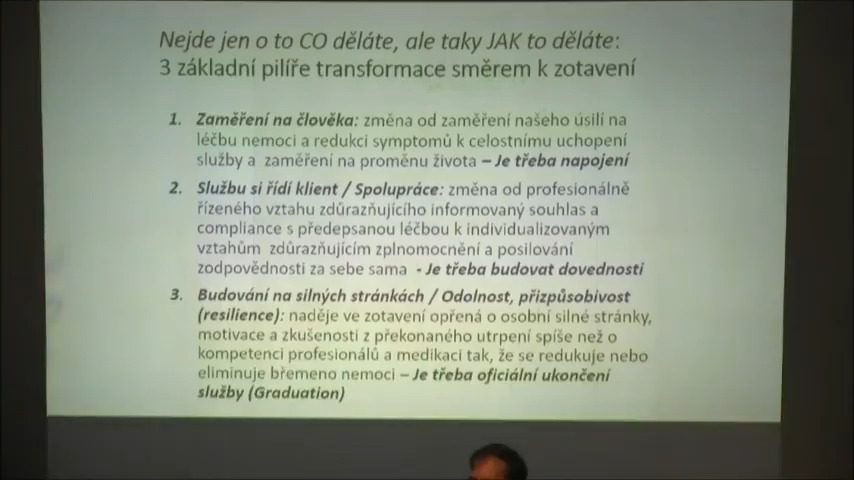 Nejde jen o to CO děláte, ale taky JAK to děláte:
3 základní pilíře transformace směrem k zotavení
1. Zaměření na člověka: změna od zaměření našeho úsilí na
léčbu nemoci a redukci symptomů k celostnímu uchopení
služby a zaměření na proměnu života – Je třeba napojení
2. Službu si řídí klient / Spolupráce: změna od profesionálně
řízeného vztahu zdůrazňujícího informovaný souhlas a
compliance s předepsanou léčbou k individualizovaným
vztahům zdůrazňujícím zplnomocnění a posilování
zodpovědnosti za sebe sama - Je třeba budovat dovednosti
3. Budování na silných stránkách / Odolnost, přizpůsobivost
(resilience): naděje ve zotavení opřená o osobní silné stránky,
motivace a zkušenosti z překonaného utrpení spíše než o
kompetenci profesionálů a medikaci tak, že se redukuje nebo
eliminuje břemeno nemoci – Je třeba oficiální ukončení
služby (Graduation)